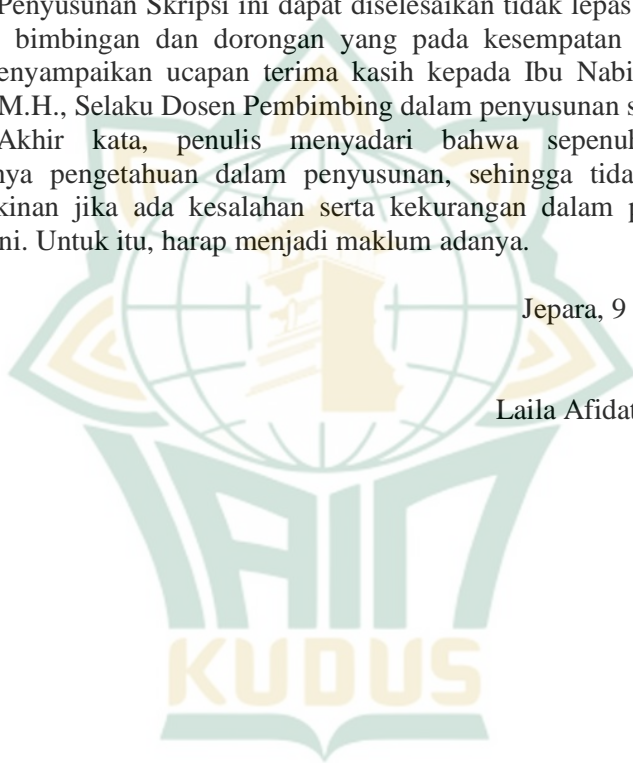 Penyusunan Skripsi ini dapat diselesaikan tidak lepas
bimbingan dan dorongan yang pada kesempatan
enyampaikan ucapan terima kasih kepada Ibu Nabi
M.H., Selaku Dosen Pembimbing dalam penyusunan s
Akhir kata, penulis menyadari bahwa sepenuh
nya pengetahuan dalam penyusunan, sehingga tida
kinan jika ada kesalahan serta kekurangan dalam p
ni. Untuk itu, harap menjadi maklum adanya.
Jepara, 9
Laila Afidat
IAIN
KUDUS